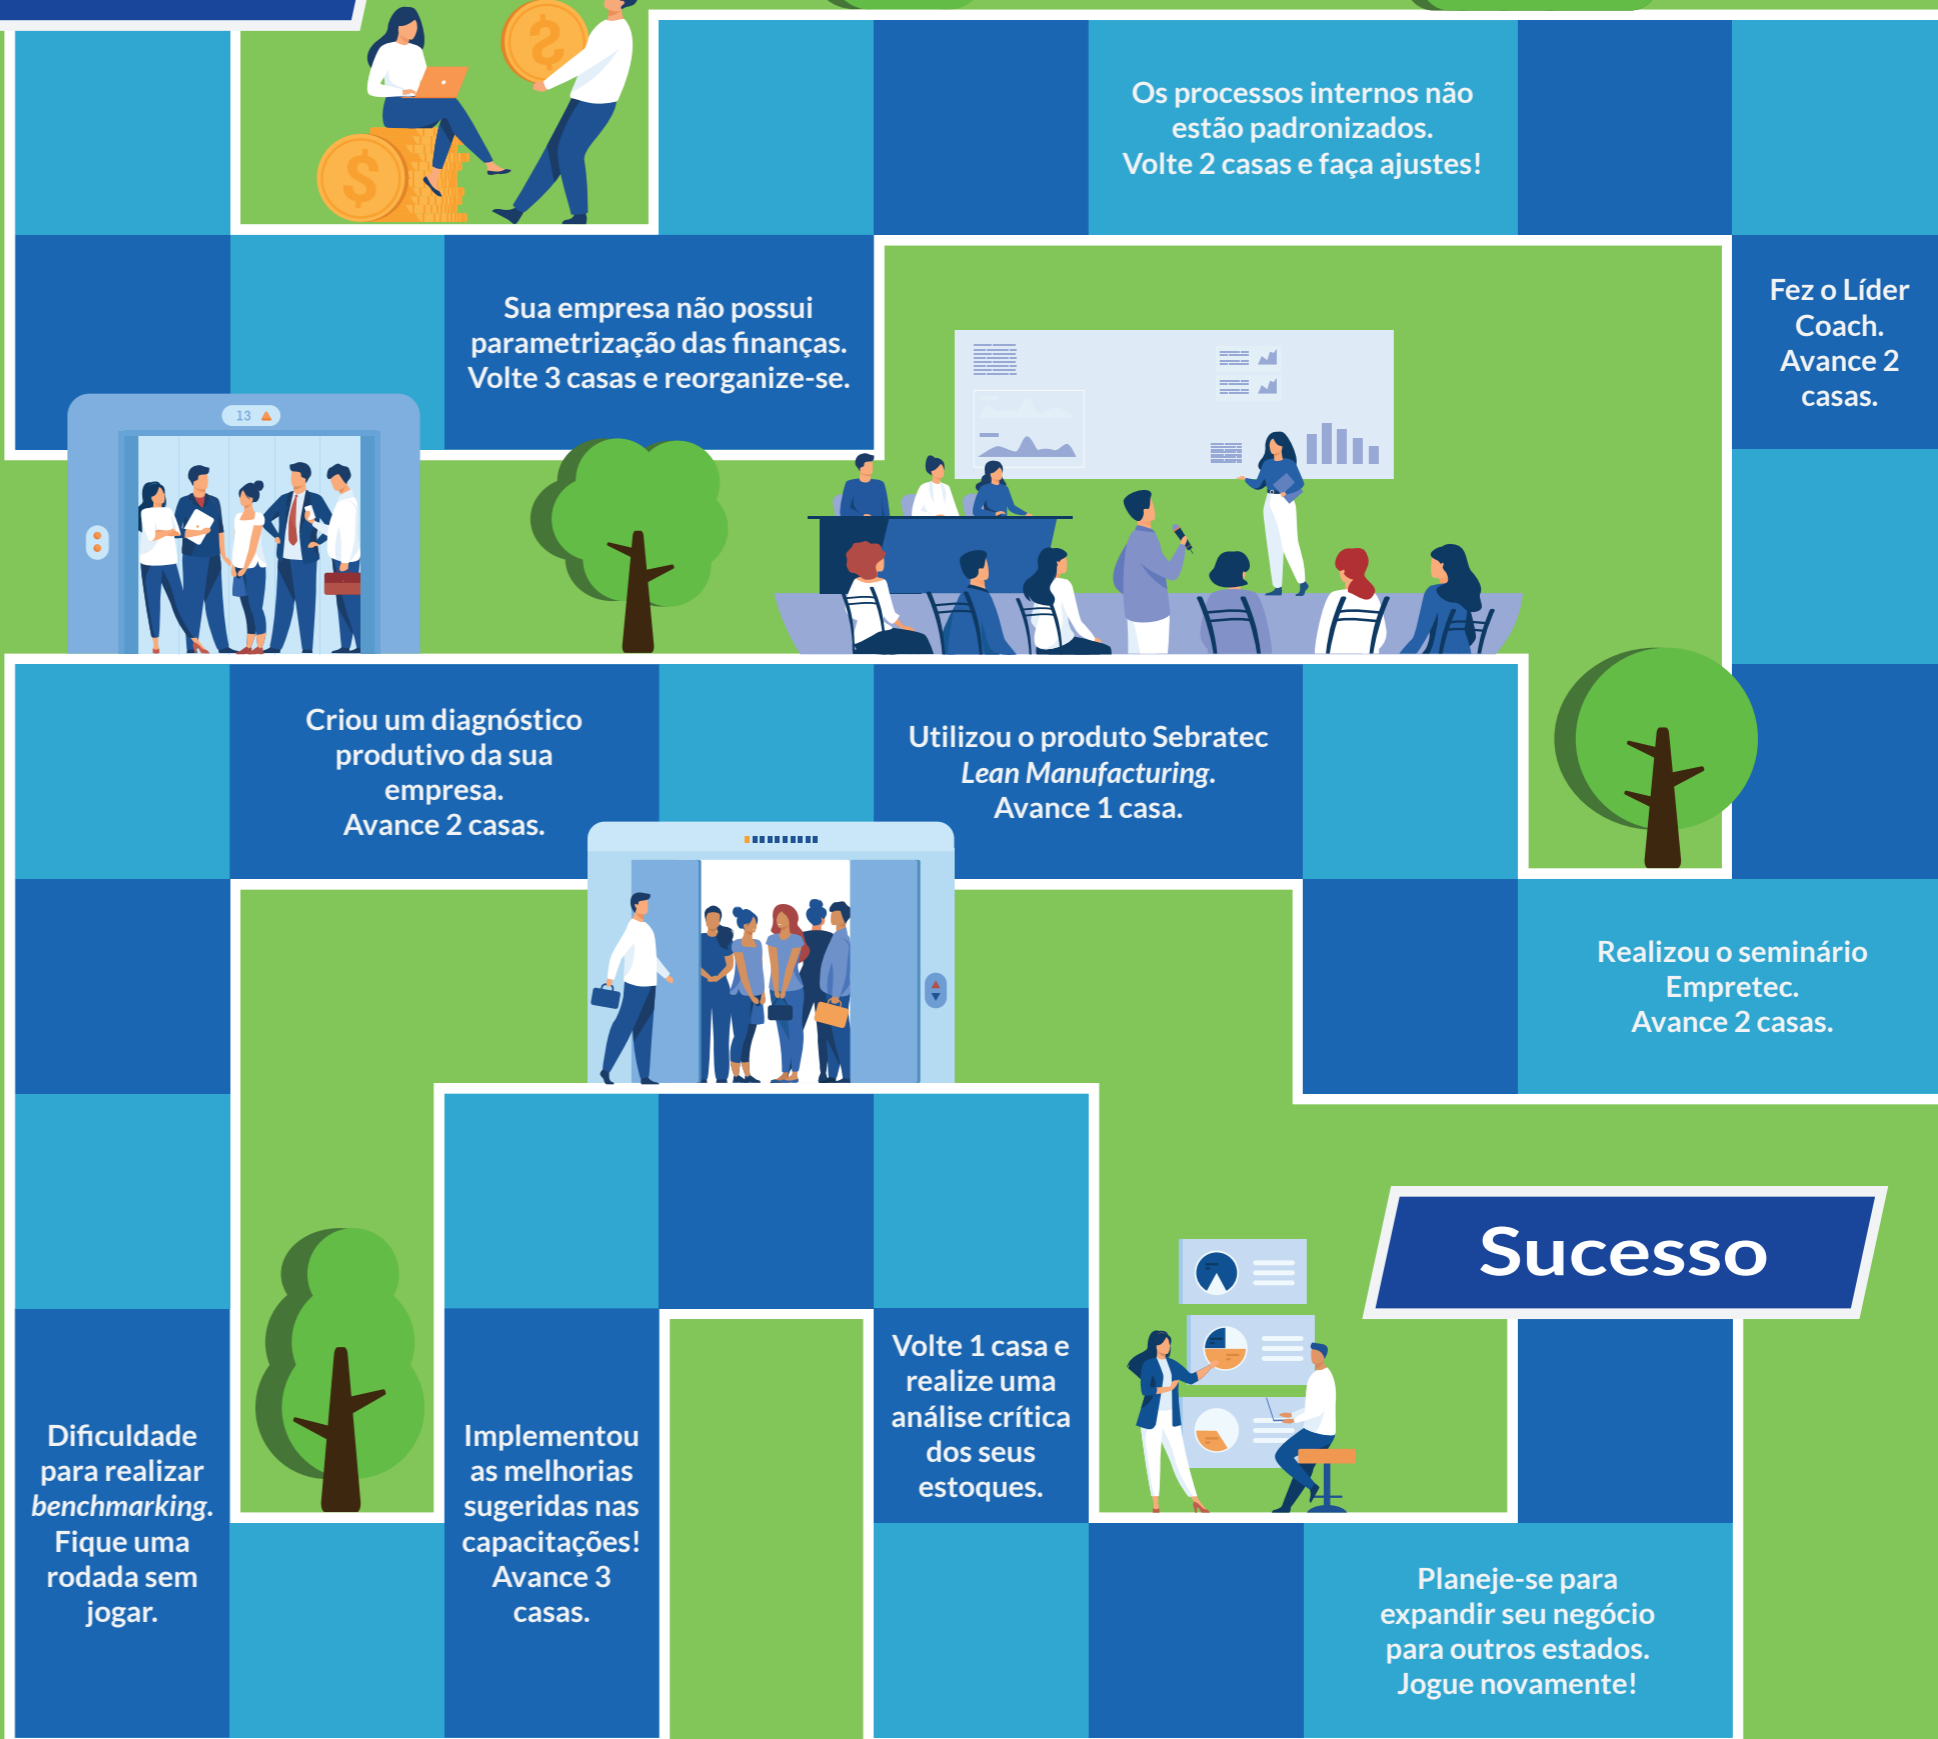 Os processos internos não
estão padronizados.
Volte 2 casas e faça ajustes!
Sua empresa não possui
parametrização das finanças.
Volte 3 casas e reorganize-se.
Fez o Líder
Coach.
Avance 2
casas.
13
Criou um diagnóstico
produtivo da sua
empresa.
Avance 2 casas.
Utilizou o produto Sebratec
Lean Manufacturing.
Avance 1 casa.
Realizou o seminário
Empretec.
Avance 2 casas.
Sucesso
Volte 1 casa e
realize uma
análise crítica
dos seus
estoques.
Dificuldade
para realizar
benchmarking.
Fique uma
rodada sem
jogar.
Implementou
as melhorias
sugeridas nas
capacitações!
Avance 3
casas.
Planeje-se para
expandir seu negócio
para outros estados.
Jogue novamente!